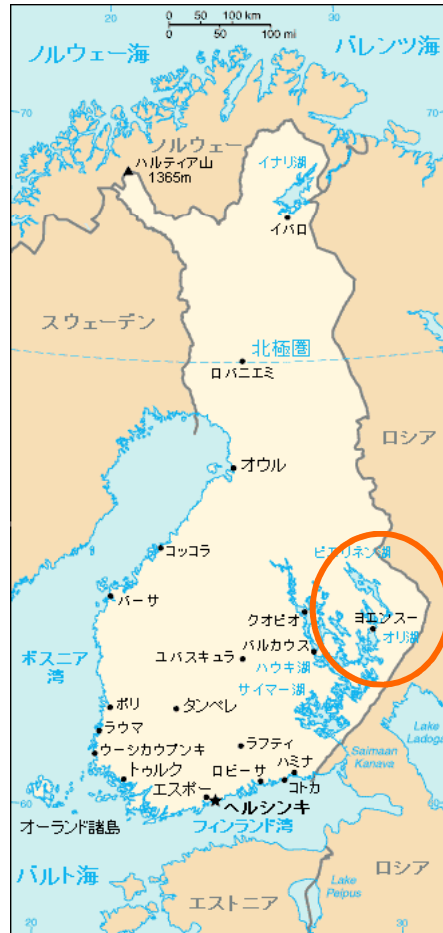 20
0 50 100 km
0 50 100 mi
30
ノルウェー海
バレンツ海
70
70
ノルウェー
ハルティア山
1365m
イナリ湖
イバロ
スウェーデン
北極圏
ロバニエミ
ロシア
オウル
コッコラ
ピエリネン湖
バーサ
クオピオ
ヨエンスー
オリ湖
ボスニア
湾
ユバスキュラ
バルカウス
ハウキ湖
サイマー湖
ポリ
タンペレ
ラウマ
ラフティ
ウーシカウプンキ
Lake
Ladoga
Saimaan
Kanava
トゥルク
ロビーサ
ハミナ
コトカ
エスポー
ヘルシンキ
60
60
オーランド諸島
フィンランド湾
バルト海
ロシア
エストニア
Lake
Peipus
20
30